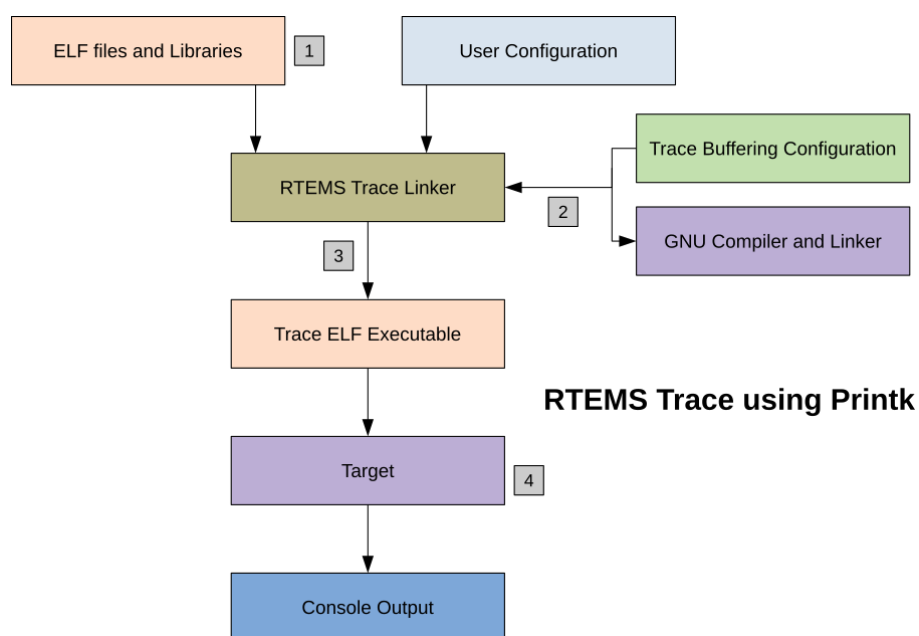 ELF files and Libraries
1
User Configuration
Trace Buffering Configuration
RTEMS Trace Linker
2
GNU Compiler and Linker
3
Trace ELF Executable
RTEMS Trace using Printk
Target
4
Console Output